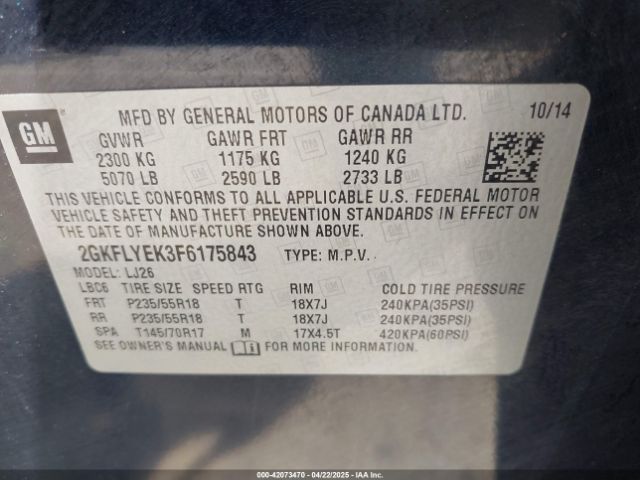 GM
MFD BY GENERAL MOTORS OF CANADA LTD. 10/14
GVWR GAWR FRT GAWR RR
2300 KG 1175 KG 1240 KG
5070 LB 2590 LB 2733 LB
THIS VEHICLE CONFORMS TO ALL APPLICABLE U.S. FEDERAL MOTOR
VEHICLE SAFETY AND THEFT PREVENTION STANDARDS IN EFFECT ON
THE DATE OF MANUFACTURE SHOWN ABOVE.
2GKFLYEK3F6175843 TYPE: M.P.V.
MODEL: LJ26
LBC6 TIRE SIZE SPEED RTG RIM COLD TIRE PRESSURE
FRT P235/55R18 T 18X7J 240KPA(35PSI)
RR P235/55R18 T 18X7J 240KPA(35PSI)
SPA T145/70R17 M 17X4.5T 420KPA(60PSI)
SEE OWNER'S MANUAL FOR MORE INFORMATION.
000-42073470 - 04/22/2025 - IAAI.COM